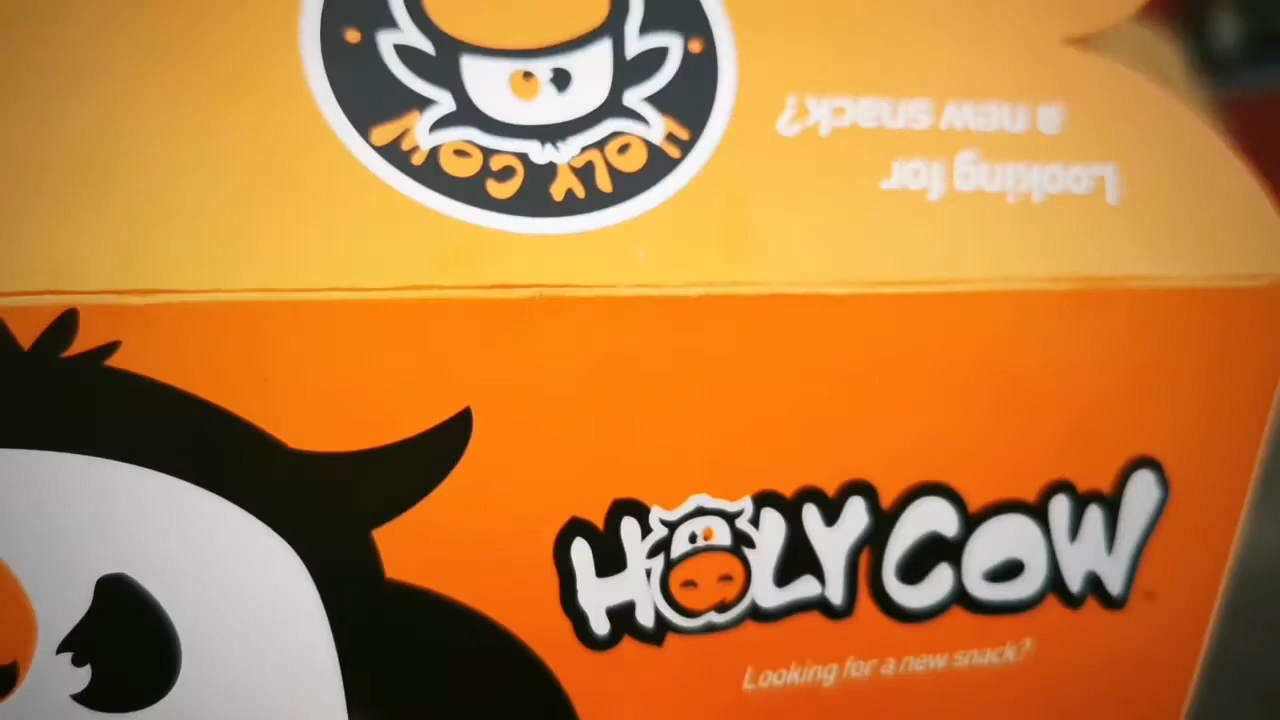 HOLY COW
Looking for
a new snack?
HOLY COW
Looking for a new snack?